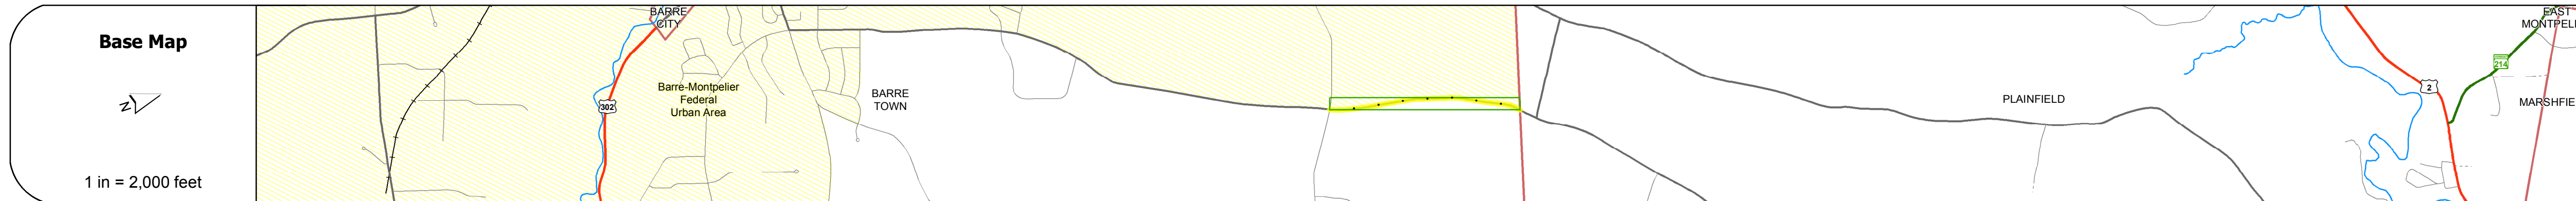 Base Map
N
1 in = 2,000 feet
BARRE
CITY
302
Barre-Montpelier
Federal
Urban Area
BARRE
TOWN
PLAINFIELD
2
214
EAST
MONTPELI
MARSHFIE